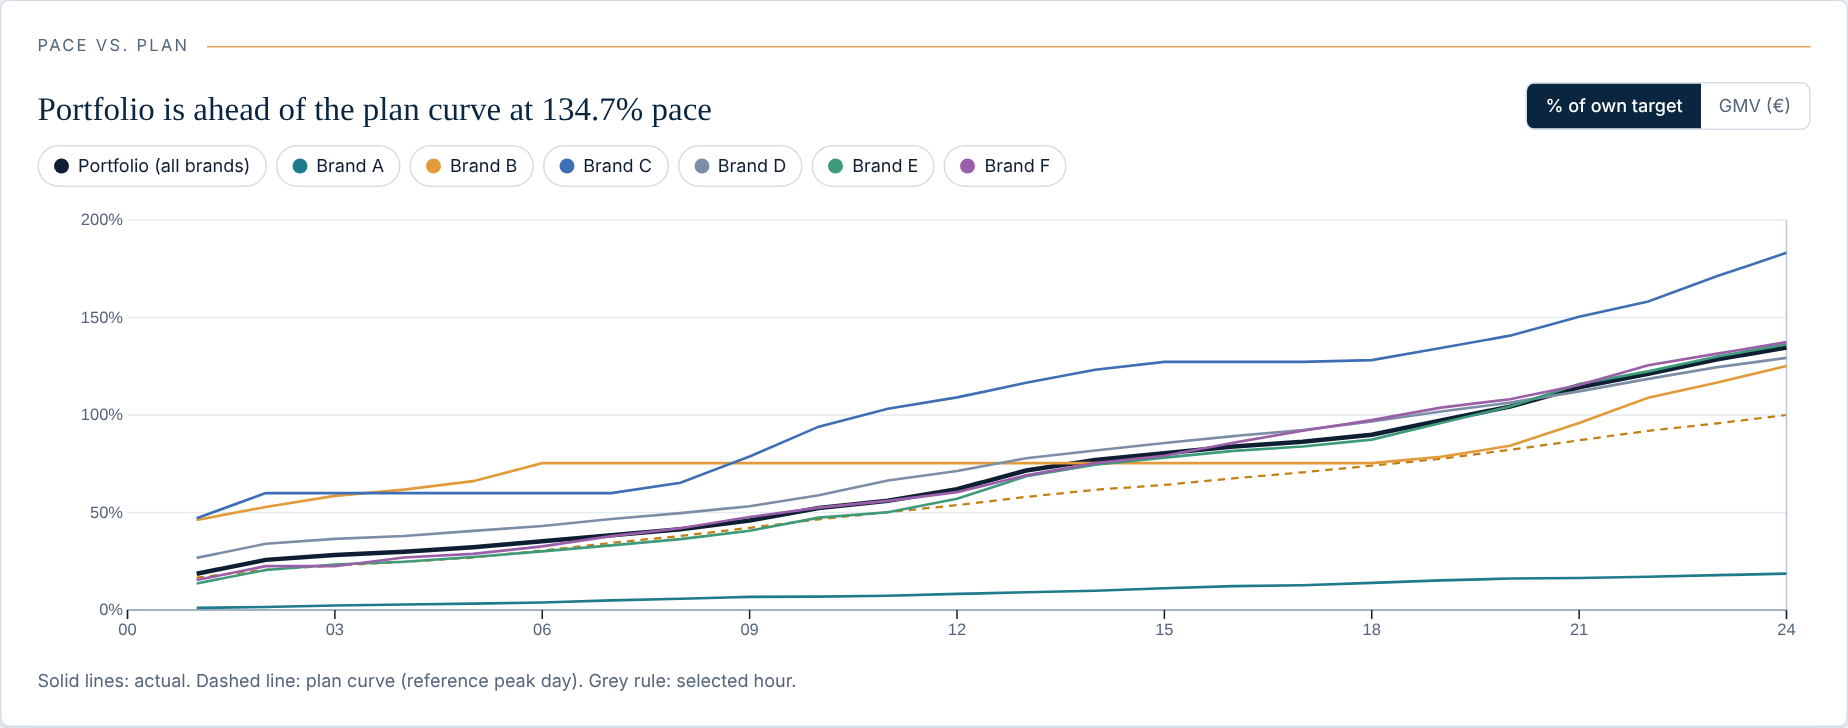 PACE VS. PLAN
Portfolio is ahead of the plan curve at 134.7% pace
% of own target
GMV (€)
Portfolio (all brands)
Brand A
Brand B
Brand C
Brand D
Brand E
Brand F
200%
150%
100%
50%
0%
00
03
06
09
12
15
18
21
24
Solid lines: actual. Dashed line: plan curve (reference peak day). Grey rule: selected hour.